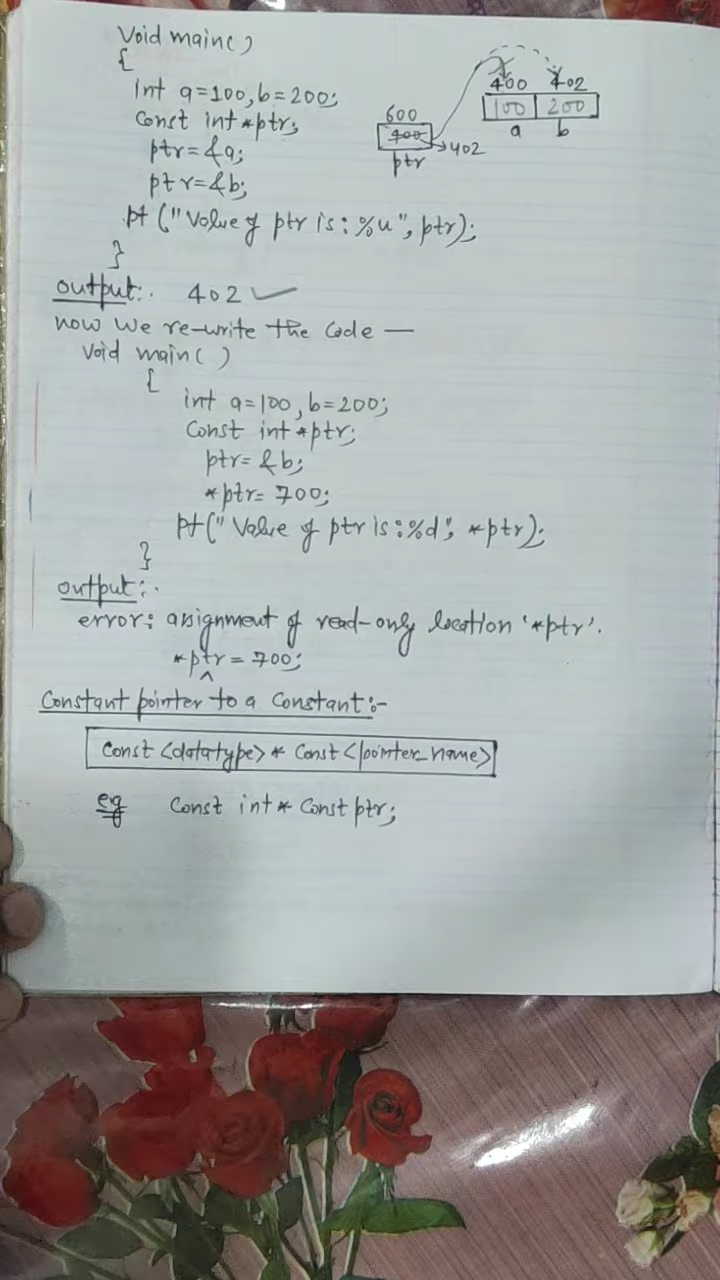 Void main()
{
int a=100,b=200;
Const int *ptr;
ptr=&a;
ptr=&b;
pt ("Value of ptr is: %u", ptr);
}
400 402
100 200
a b
600
400 → 402
ptr
output:. 402 ✓
now we re-write the code —
void main( )
{
int a=100, b=200;
Const int *ptr;
ptr= &b;
*ptr= 700;
pt(" Value of ptr is:%d", *ptr);
}
output:.
error: assignment of read-only location '*ptr'.
*ptr = 700;
^
Constant pointer to a Constant:-
Const <datatype> * Const <pointer_name>
eg Const int * Const ptr;